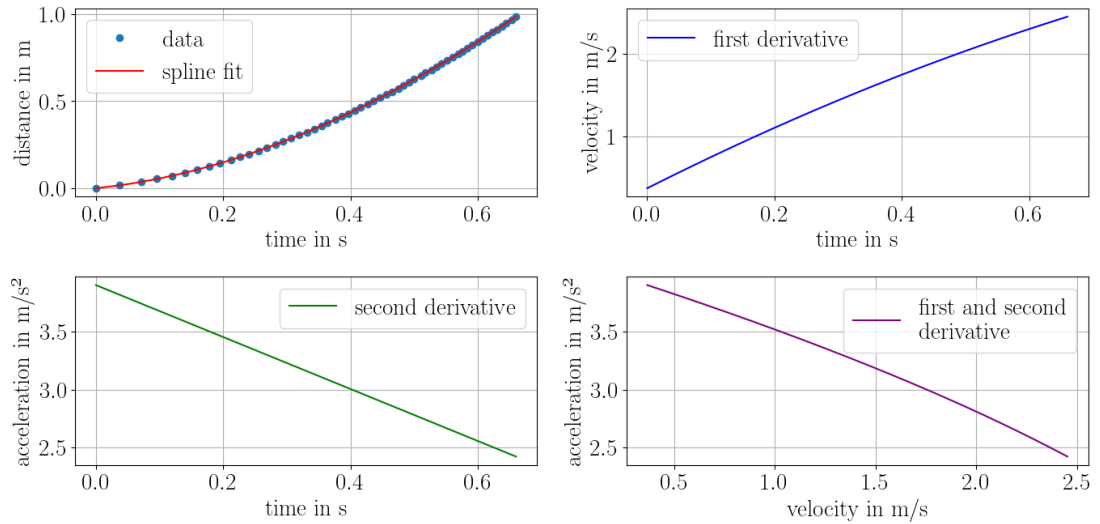 distance in m
1.0
0.5
0.0
data
spline fit
0.0 0.2 0.4 0.6
time in s
velocity in m/s
2
1
first derivative
0.0 0.2 0.4 0.6
time in s
acceleration in m/s²
3.5
3.0
2.5
second derivative
0.0 0.2 0.4 0.6
time in s
acceleration in m/s²
3.5
3.0
2.5
first and second
derivative
0.5 1.0 1.5 2.0 2.5
velocity in m/s